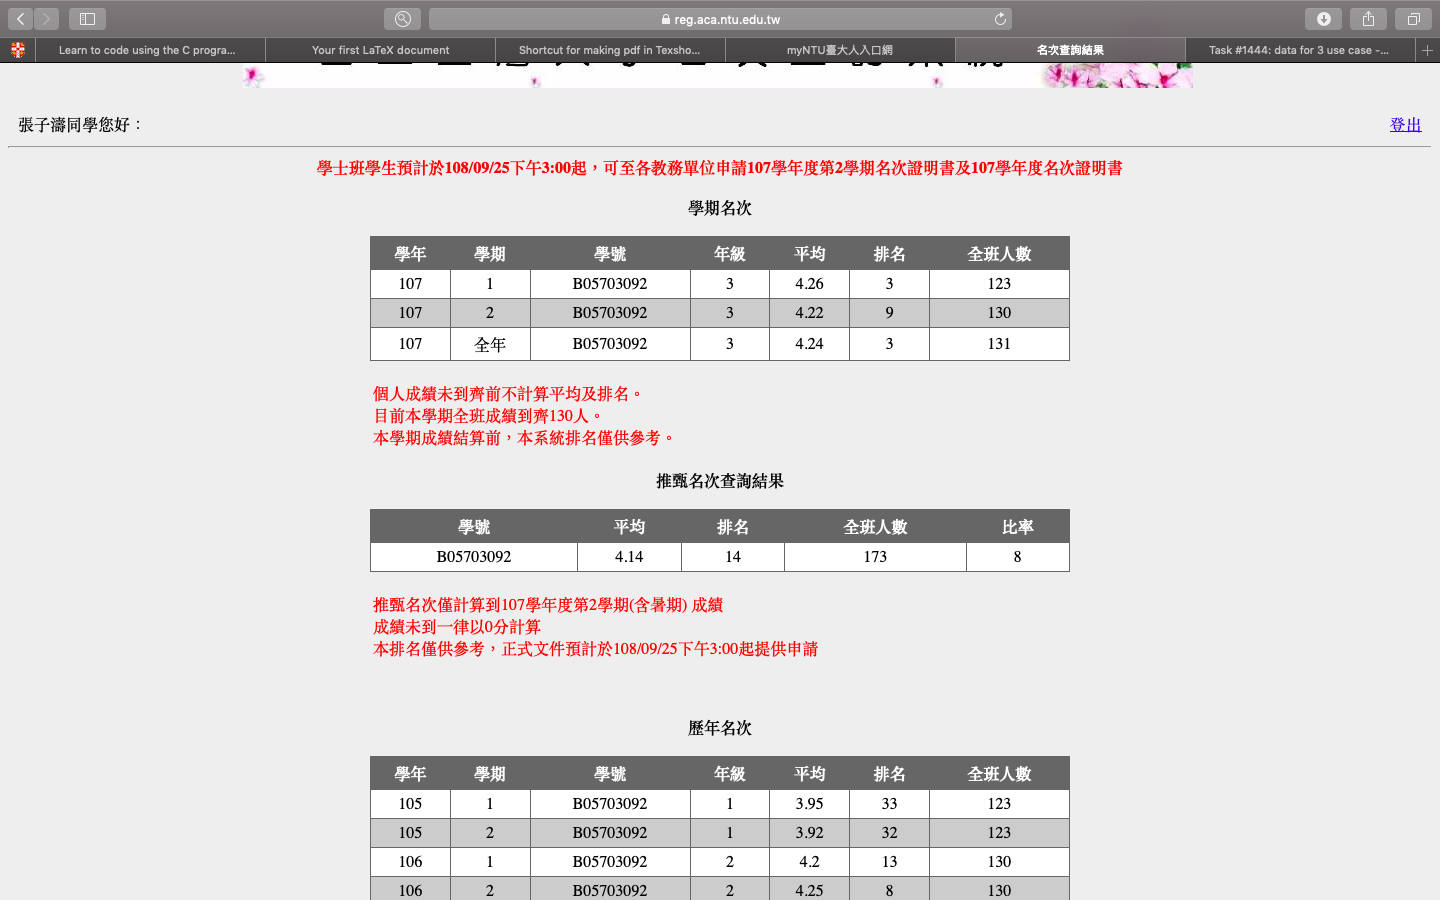 reg.aca.ntu.edu.tw
Learn to code using the C progra... Your first LaTeX document Shortcut for making pdf in Texsho... myNTU臺大人入口網 名次查詢結果 Task #1444: data for 3 use case -...
張子濤同學您好： 登出
學士班學生預計於108/09/25下午3:00起，可至各教務單位申請107學年度第2學期名次證明書及107學年度名次證明書
學期名次
學年 學期 學號 年級 平均 排名 全班人數
107 1 B05703092 3 4.26 3 123
107 2 B05703092 3 4.22 9 130
107 全年 B05703092 3 4.24 3 131
個人成績未到齊前不計算平均及排名。
目前本學期全班成績到齊130人。
本學期成績結算前，本系統排名僅供參考。
推甄名次查詢結果
學號 平均 排名 全班人數 比率
B05703092 4.14 14 173 8
推甄名次僅計算到107學年度第2學期(含暑期) 成績
成績未到一律以0分計算
本排名僅供參考，正式文件預計於108/09/25下午3:00起提供申請
歷年名次
學年 學期 學號 年級 平均 排名 全班人數
105 1 B05703092 1 3.95 33 123
105 2 B05703092 1 3.92 32 123
106 1 B05703092 2 4.2 13 130
106 2 B05703092 2 4.25 8 130